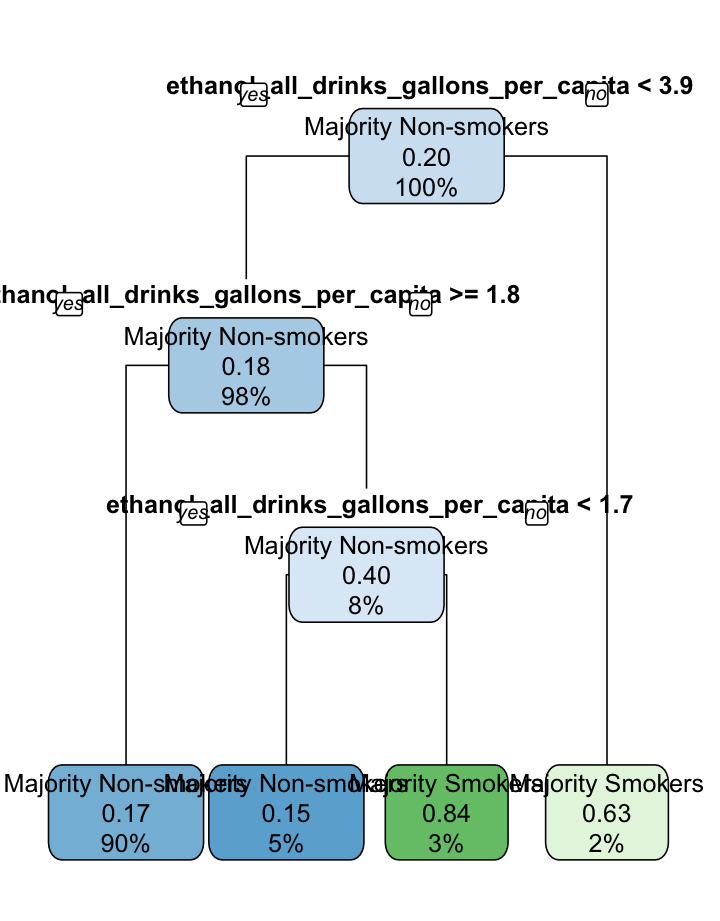 ethanol_all_drinks_gallons_per_capita < 3.9
yes
no
Majority Non-smokers
0.20
100%
thanol_all_drinks_gallons_per_capita >= 1.8
yes
no
Majority Non-smokers
0.18
98%
ethanol_all_drinks_gallons_per_capita < 1.7
yes
no
Majority Non-smokers
0.40
8%
Majority Non-smokers
0.17
90%
Majority Non-smokers
0.15
5%
Majority Smokers
0.84
3%
Majority Smokers
0.63
2%